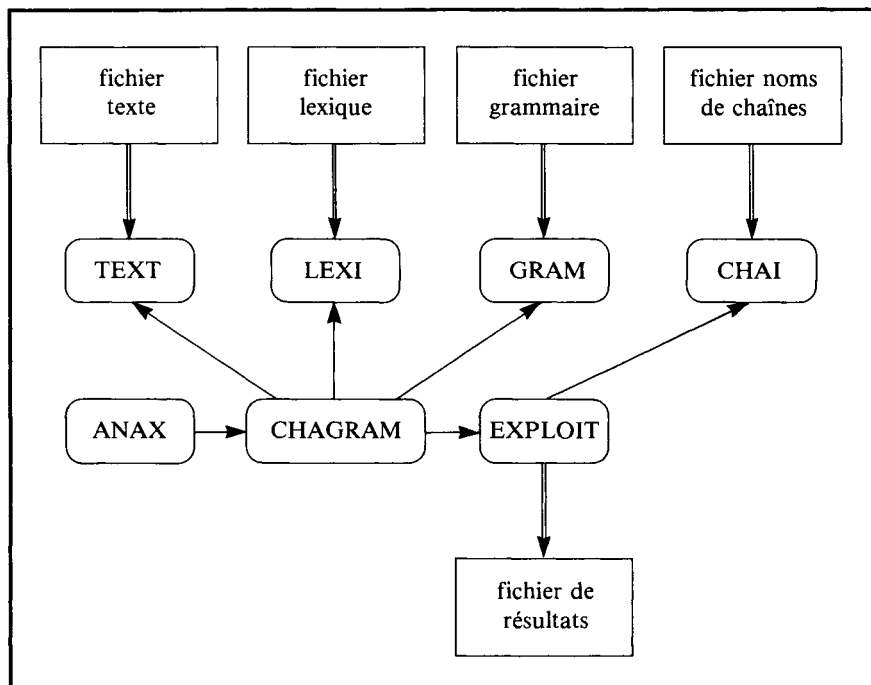 fichier
texte
fichier
lexique
fichier
grammaire
fichier noms
de chaînes
TEXT
LEXI
GRAM
CHAI
ANAX
CHAGRAM
EXPLOIT
fichier de
résultats